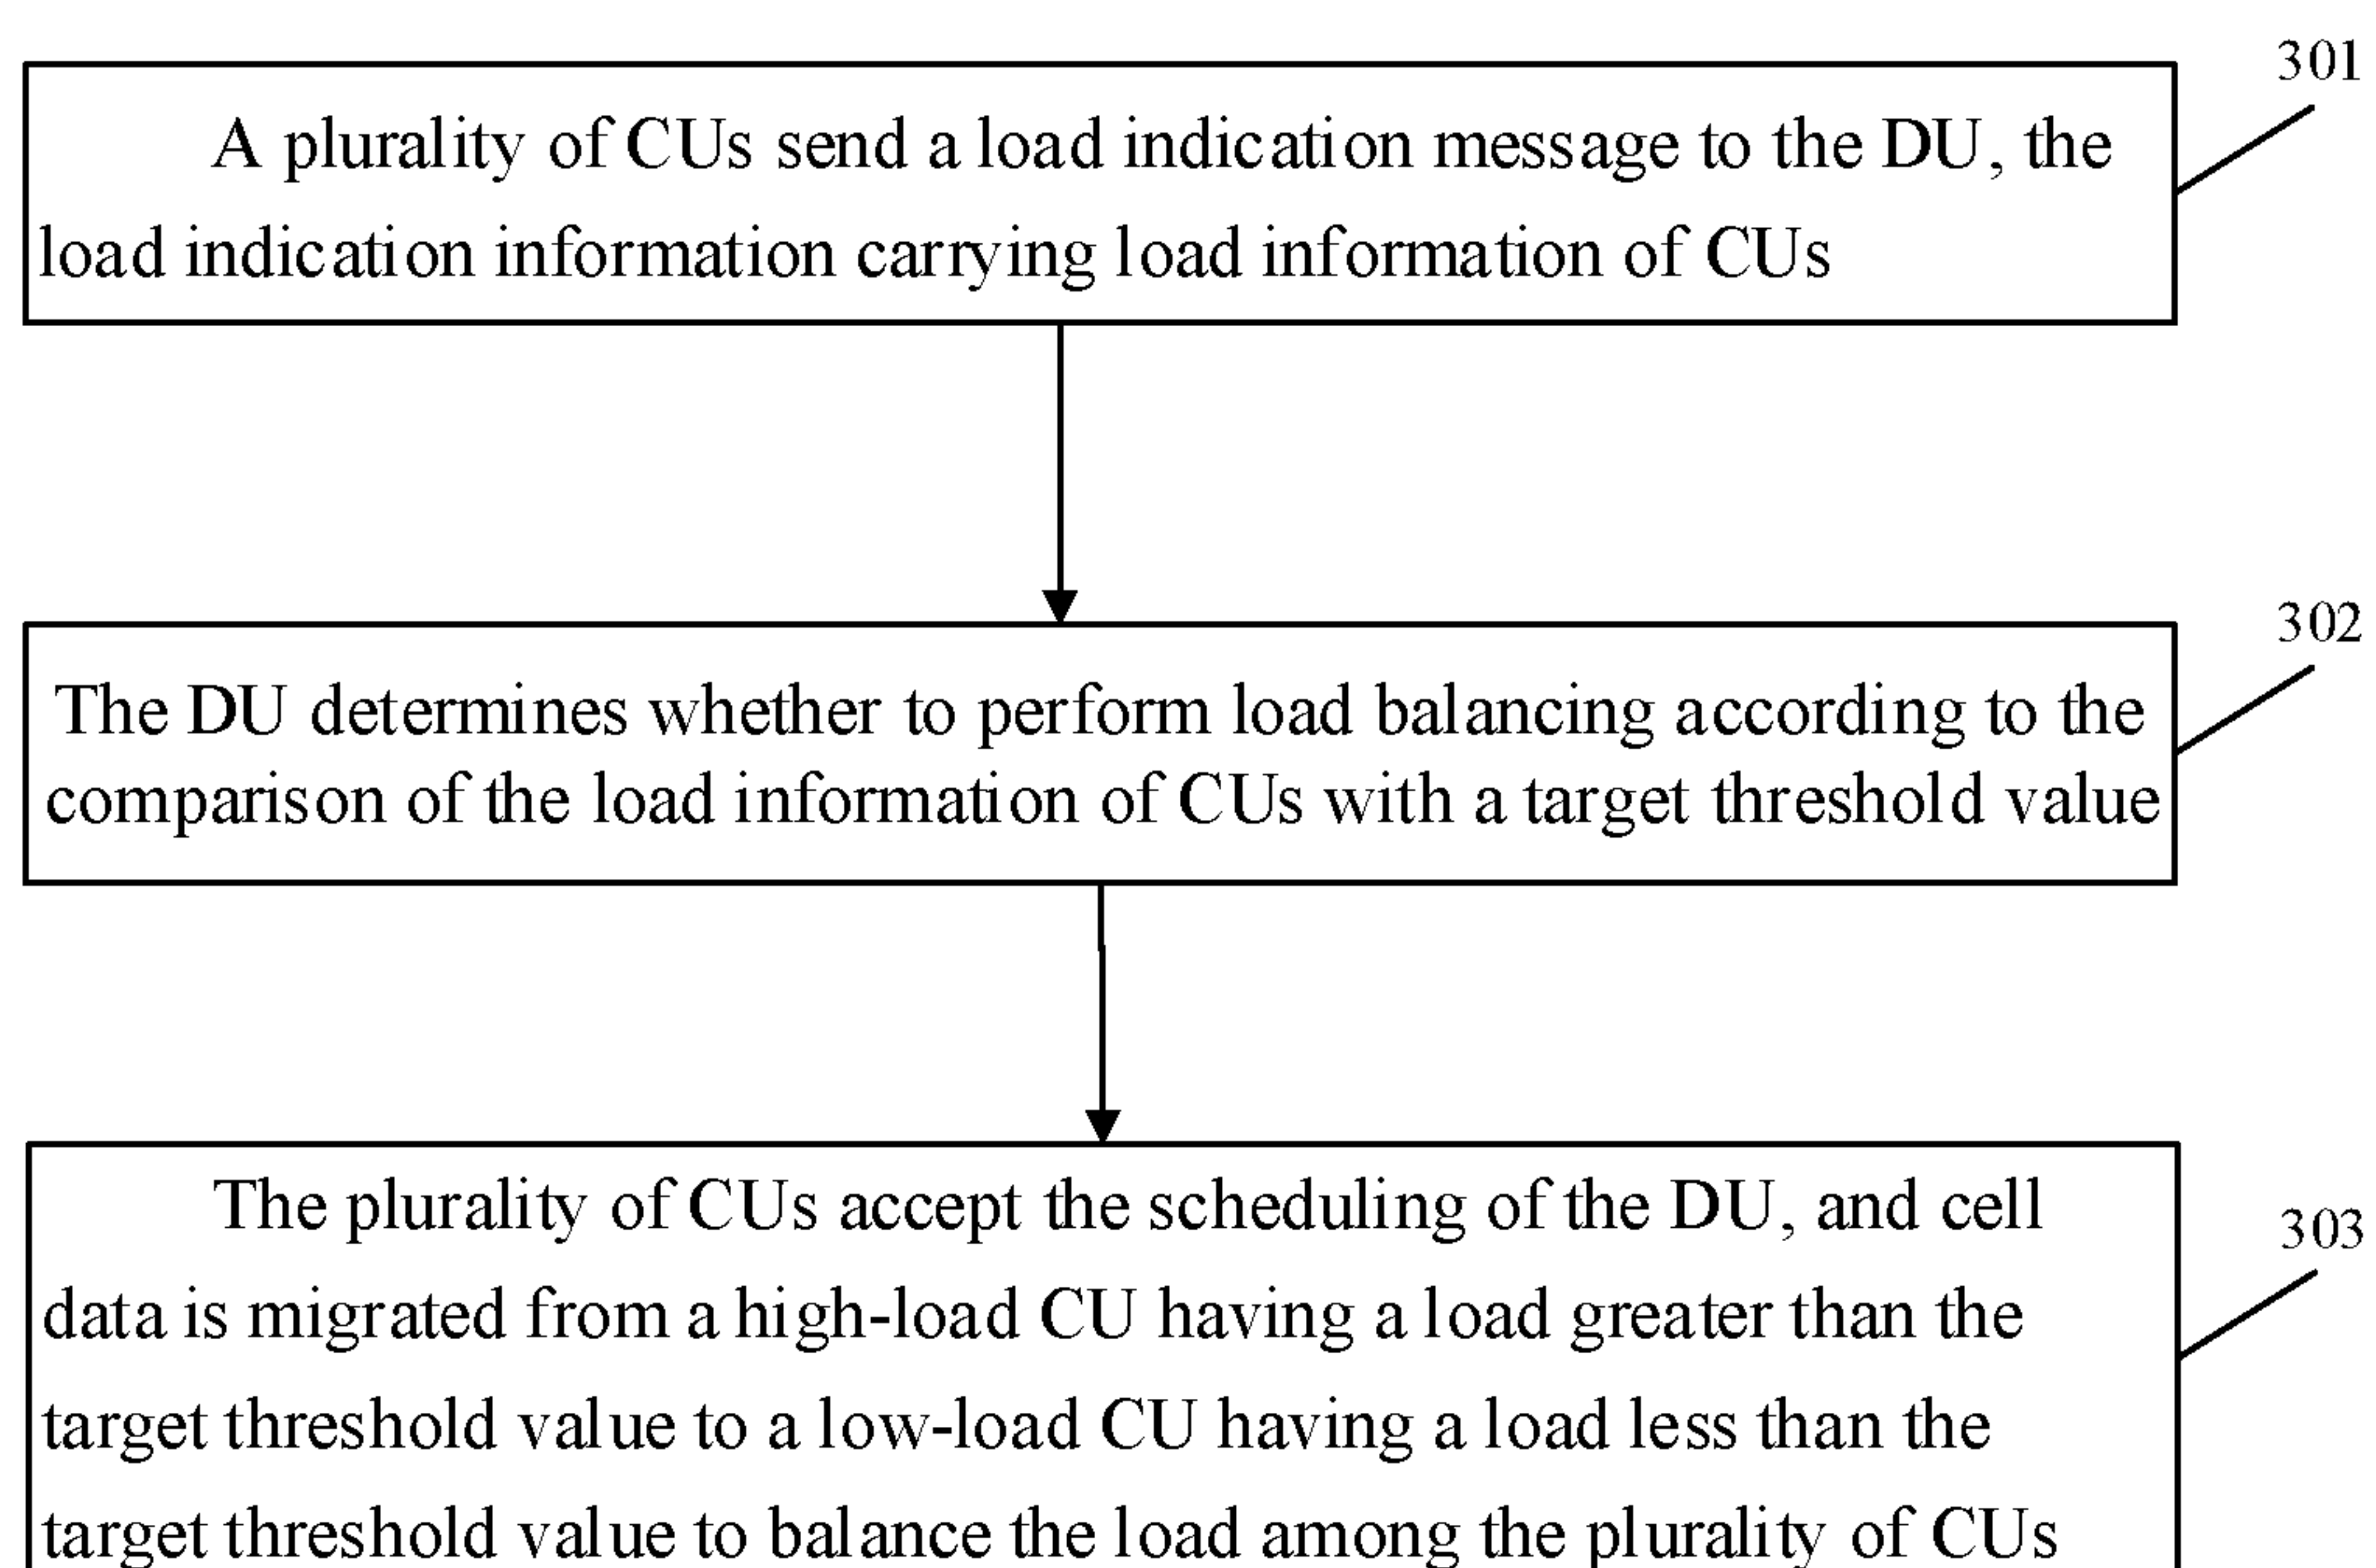 301
A plurality of CUs send a load indication message to the DU, the
load indication information carrying load information of CUs
302
The DU determines whether to perform load balancing according to the
comparison of the load information of CUs with a target threshold value
303
The plurality of CUs accept the scheduling of the DU, and cell
data is migrated from a high-load CU having a load greater than the
target threshold value to a low-load CU having a load less than the
target threshold value to balance the load among the plurality of CUs